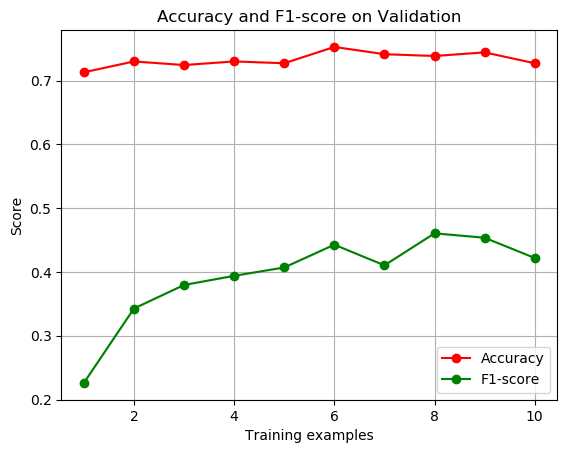 Accuracy and F1-score on Validation
Score
0.7
0.6
0.5
0.4
0.3
0.2
2 4 6 8 10
Training examples
Accuracy
F1-score